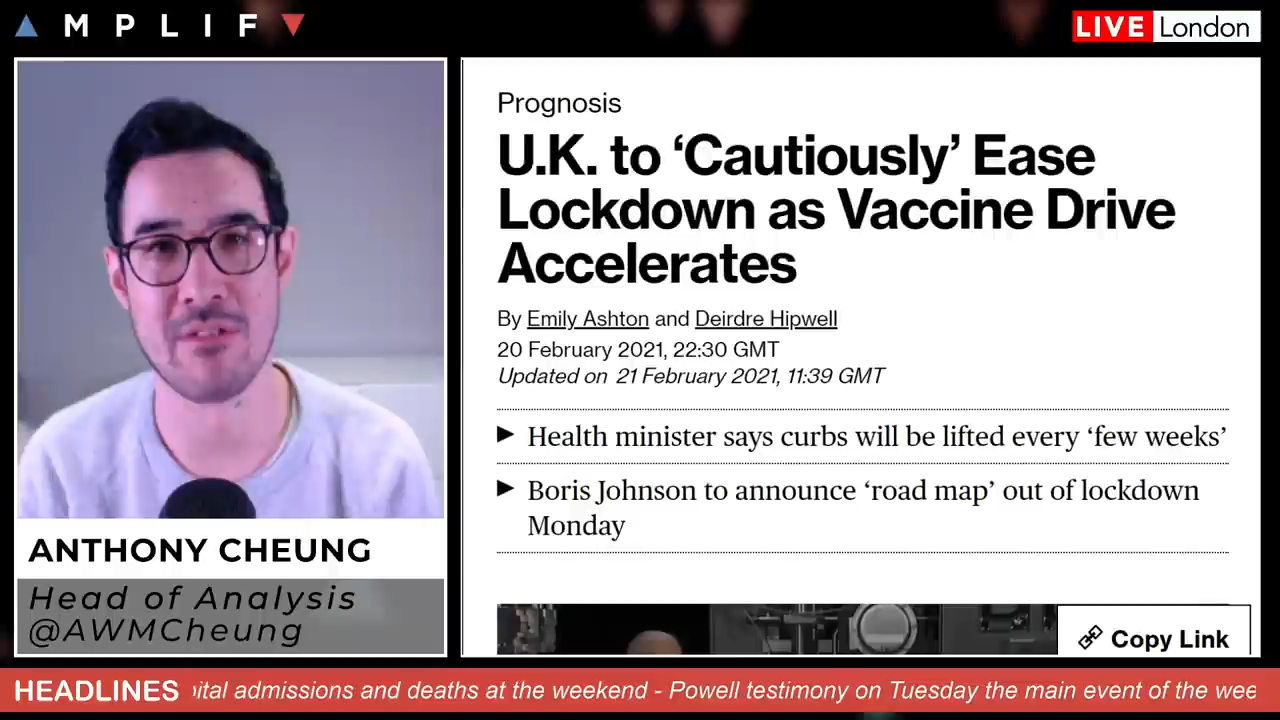 AMPLIFY
LIVE London
Prognosis
U.K. to ‘Cautiously’ Ease
Lockdown as Vaccine Drive
Accelerates
By Emily Ashton and Deirdre Hipwell
20 February 2021, 22:30 GMT
Updated on 21 February 2021, 11:39 GMT
Health minister says curbs will be lifted every ‘few weeks’
Boris Johnson to announce ‘road map’ out of lockdown
Monday
Copy Link
ANTHONY CHEUNG
Head of Analysis
@AWMCheung
HEADLINES ital admissions and deaths at the weekend - Powell testimony on Tuesday the main event of the wee